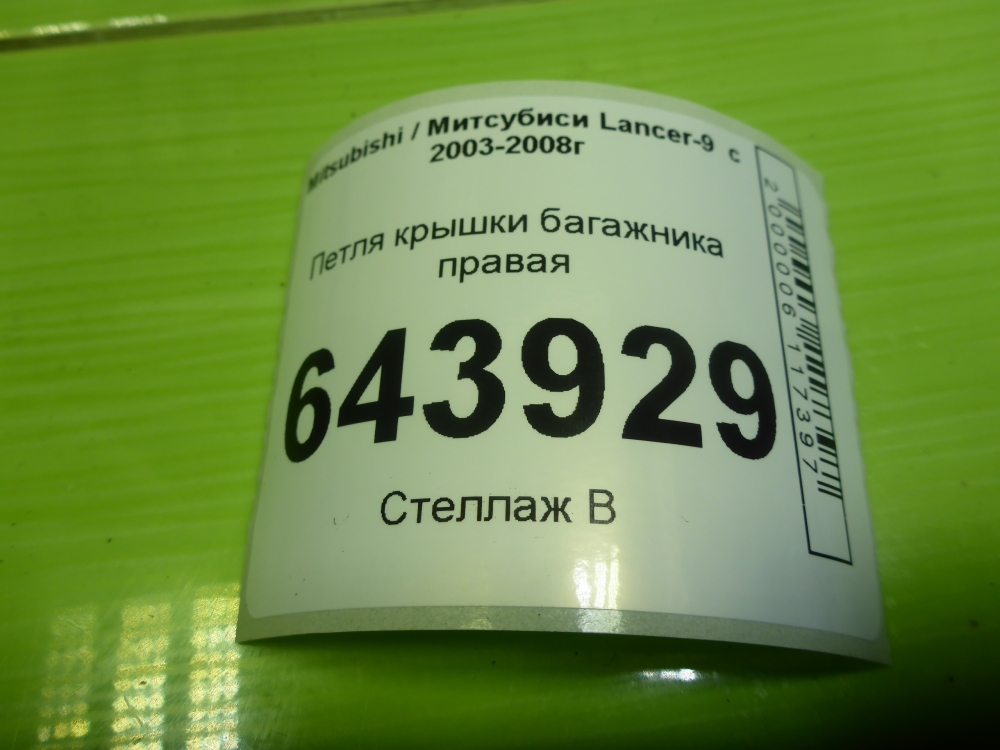 Mitsubishi / Митсубиси Lancer-9 с
2003-2008г
Петля крышки багажника
правая
643929
Стеллаж В
2000006117397